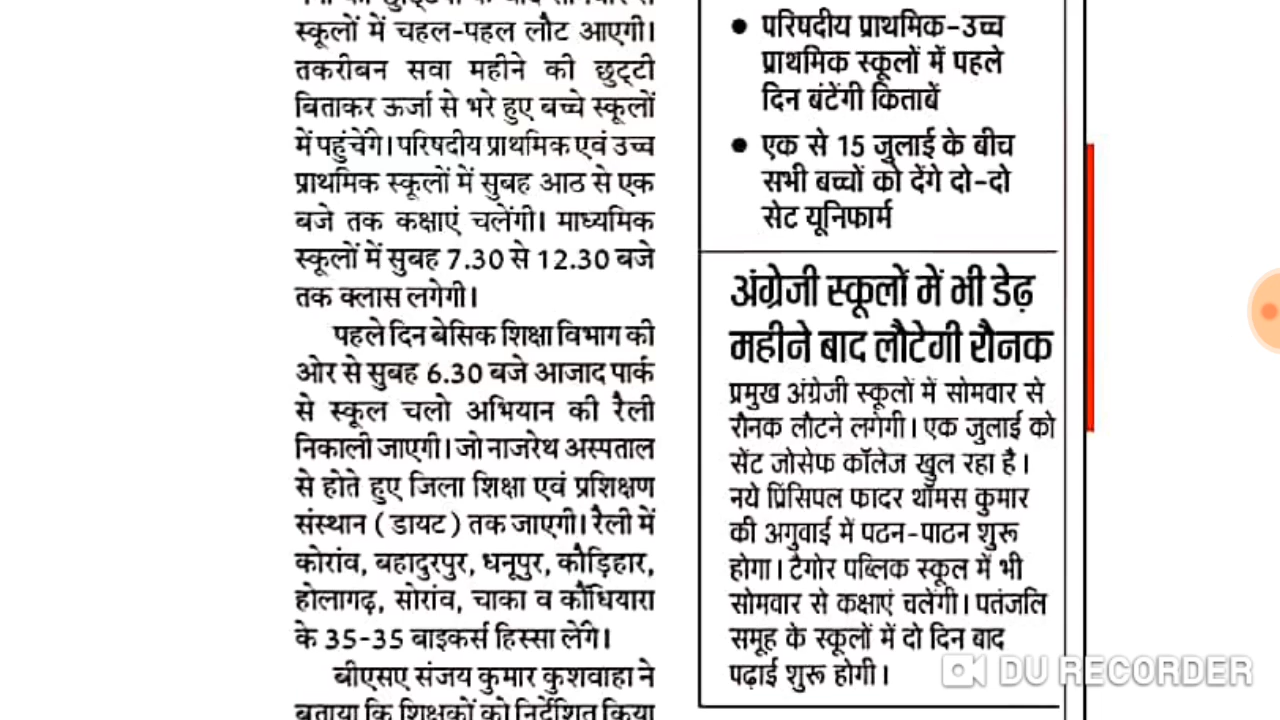 स्कूलों में चहल-पहल लौट आएगी।
तकरीबन सवा महीने की छुट्टी
बिताकर ऊर्जा से भरे हुए बच्चे स्कूलों
में पहुंचेंगे। परिषदीय प्राथमिक एवं उच्च
प्राथमिक स्कूलों में सुबह आठ से एक
बजे तक कक्षाएं चलेंगी। माध्यमिक
स्कूलों में सुबह 7.30 से 12.30 बजे
तक क्लास लगेगी।
पहले दिन बेसिक शिक्षा विभाग की
ओर से सुबह 6.30 बजे आजाद पार्क
से स्कूल चलो अभियान की रैली
निकाली जाएगी। जो नाजरेथ अस्पताल
से होते हुए जिला शिक्षा एवं प्रशिक्षण
संस्थान (डायट) तक जाएगी। रैली में
कोरांव, बहादुरपुर, धनूपुर, कौड़िहार,
होलागढ़, सोरांव, चाका व कौंधियारा
के 35-35 बाइकर्स हिस्सा लेंगे।
बीएसए संजय कुमार कुशवाहा ने
बताया कि शिक्षकों को निर्देशित किया
● परिषदीय प्राथमिक-उच्च
प्राथमिक स्कूलों में पहले
दिन बंटेंगी किताबें
● एक से 15 जुलाई के बीच
सभी बच्चों को देंगे दो-दो
सेट यूनिफार्म
अंग्रेजी स्कूलों में भी डेढ़
महीने बाद लौटेगी रौनक
प्रमुख अंग्रेजी स्कूलों में सोमवार से
रौनक लौटने लगेगी। एक जुलाई को
सेंट जोसेफ कॉलेज खुल रहा है।
नये प्रिंसिपल फादर थॉमस कुमार
की अगुवाई में पटन-पाटन शुरू
होगा। टैगोर पब्लिक स्कूल में भी
सोमवार से कक्षाएं चलेंगी। पतंजलि
समूह के स्कूलों में दो दिन बाद
पढ़ाई शुरू होगी।
DU RECORDER